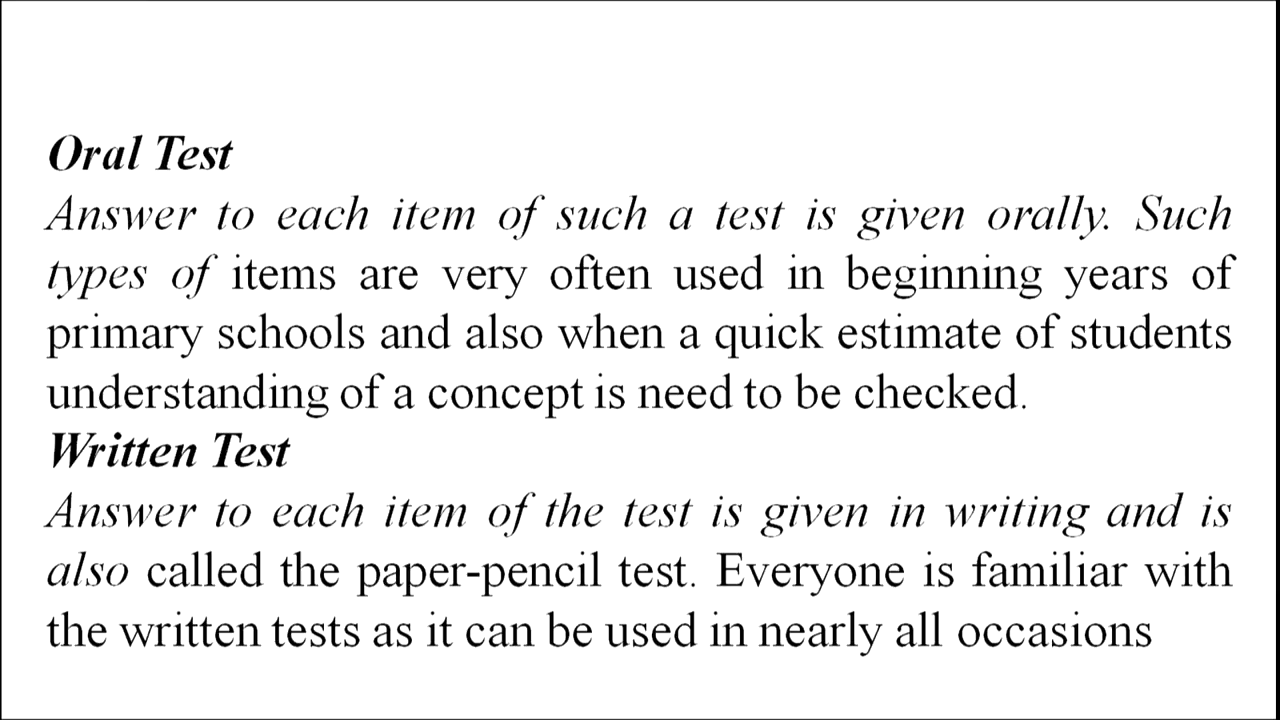 Oral Test
Answer to each item of such a test is given orally. Such
types of items are very often used in beginning years of
primary schools and also when a quick estimate of students
understanding of a concept is need to be checked.
Written Test
Answer to each item of the test is given in writing and is
also called the paper-pencil test. Everyone is familiar with
the written tests as it can be used in nearly all occasions